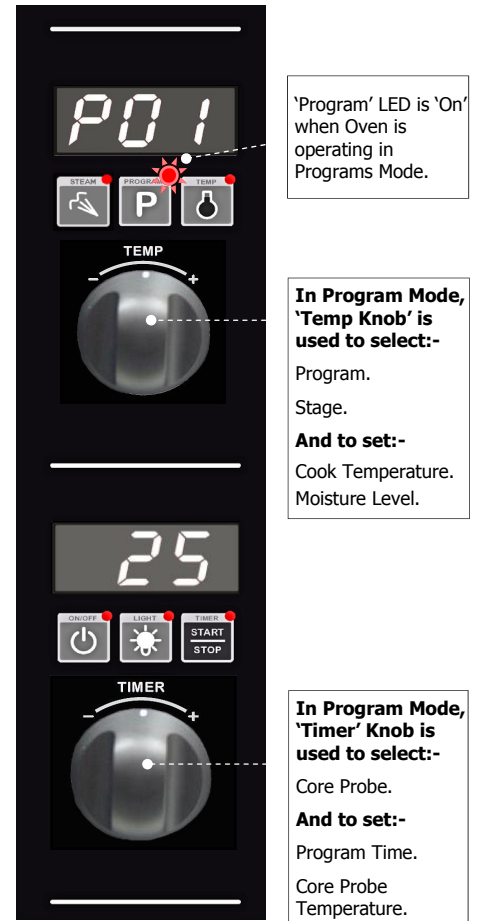 P01
'Program' LED is 'On'
when Oven is
operating in
Programs Mode.
STEAM PROGRAM TEMP
P
TEMP
- +
In Program Mode,
'Temp Knob' is
used to select:-
Program.
Stage.
And to set:-
Cook Temperature.
Moisture Level.
25
ON/OFF LIGHT TIMER
START
STOP
TIMER
- +
In Program Mode,
'Timer' Knob is
used to select:-
Core Probe.
And to set:-
Program Time.
Core Probe
Temperature.